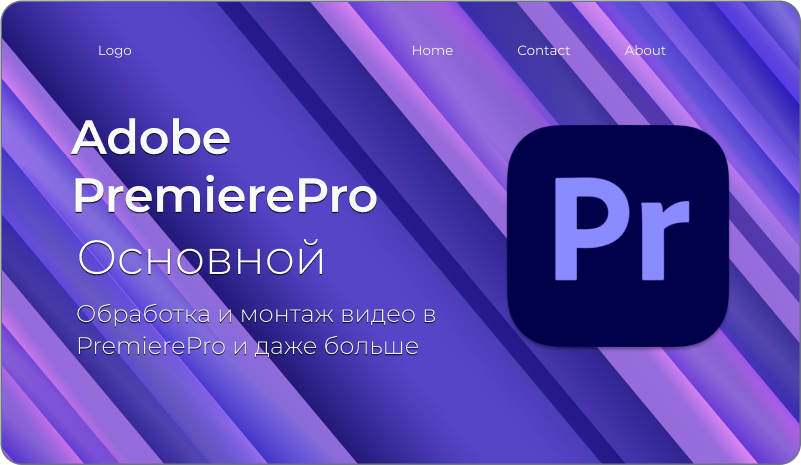 Logo Home Contact About
Adobe
PremierePro
Основной
Обработка и монтаж видео в
PremierePro и даже больше
Pr